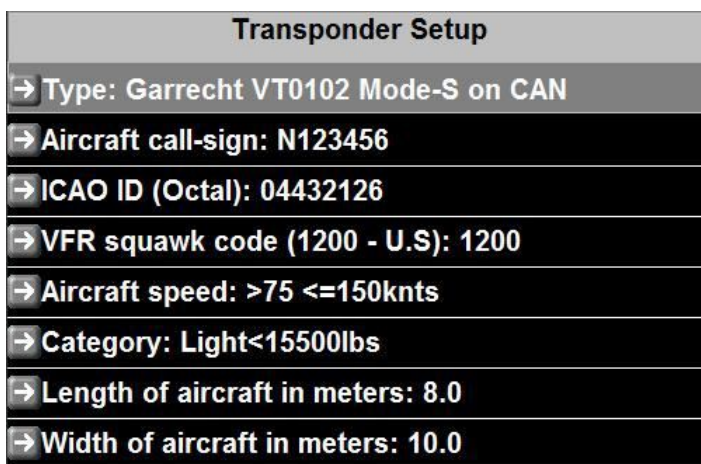 Transponder Setup
Type: Garrecht VT0102 Mode-S on CAN
Aircraft call-sign: N123456
ICAO ID (Octal): 04432126
VFR squawk code (1200 - U.S): 1200
Aircraft speed: >75 <=150knts
Category: Light<15500lbs
Length of aircraft in meters: 8.0
Width of aircraft in meters: 10.0